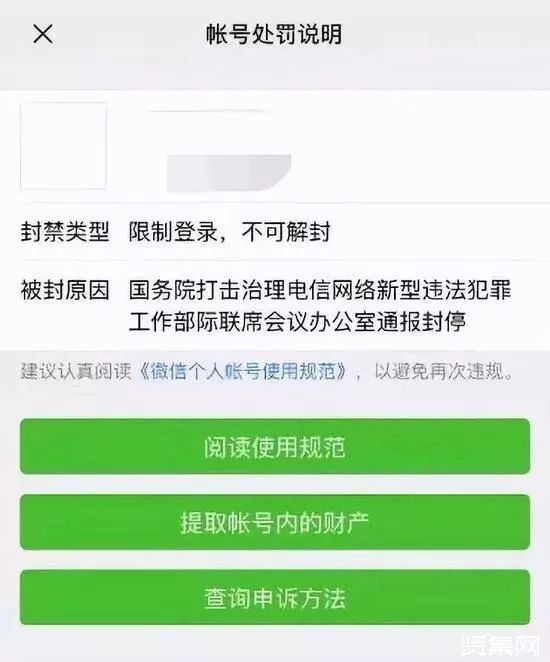 帐号处罚说明
封禁类型 限制登录，不可解封
被封原因 国务院打击治理电信网络新型违法犯罪
工作部际联席会议办公室通报封停
建议认真阅读《微信个人帐号使用规范》，以避免再次违规。
阅读使用规范
提取帐号内的财产
查询申诉方法
贤集网